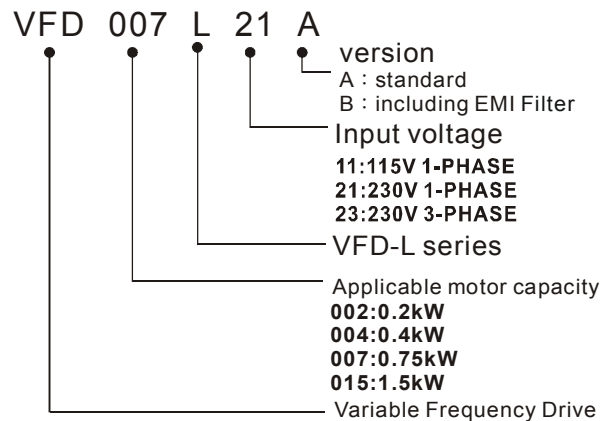 VFD 007 L 21 A
version
A：standard
B：including EMI Filter
Input voltage
11:115V 1-PHASE
21:230V 1-PHASE
23:230V 3-PHASE
VFD-L series
Applicable motor capacity
002:0.2kW
004:0.4kW
007:0.75kW
015:1.5kW
Variable Frequency Drive